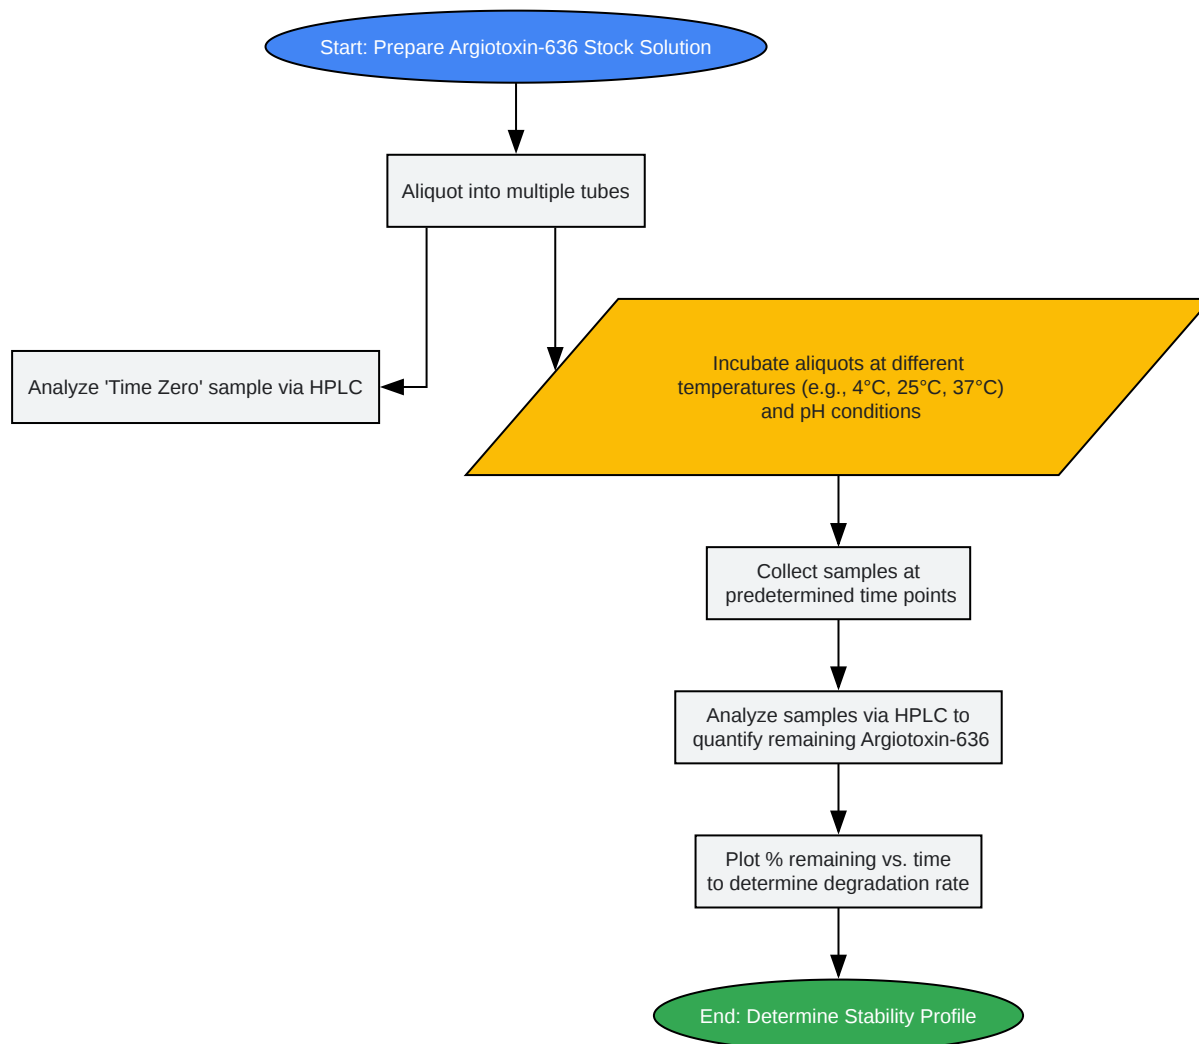 Start: Prepare Argiotoxin-636 Stock Solution
Aliquot into multiple tubes
Analyze 'Time Zero' sample via HPLC
Incubate aliquots at different
temperatures (e.g., 4°C, 25°C, 37°C)
and pH conditions
Collect samples at
predetermined time points
Analyze samples via HPLC to
quantify remaining Argiotoxin-636
Plot % remaining vs. time
to determine degradation rate
End: Determine Stability Profile